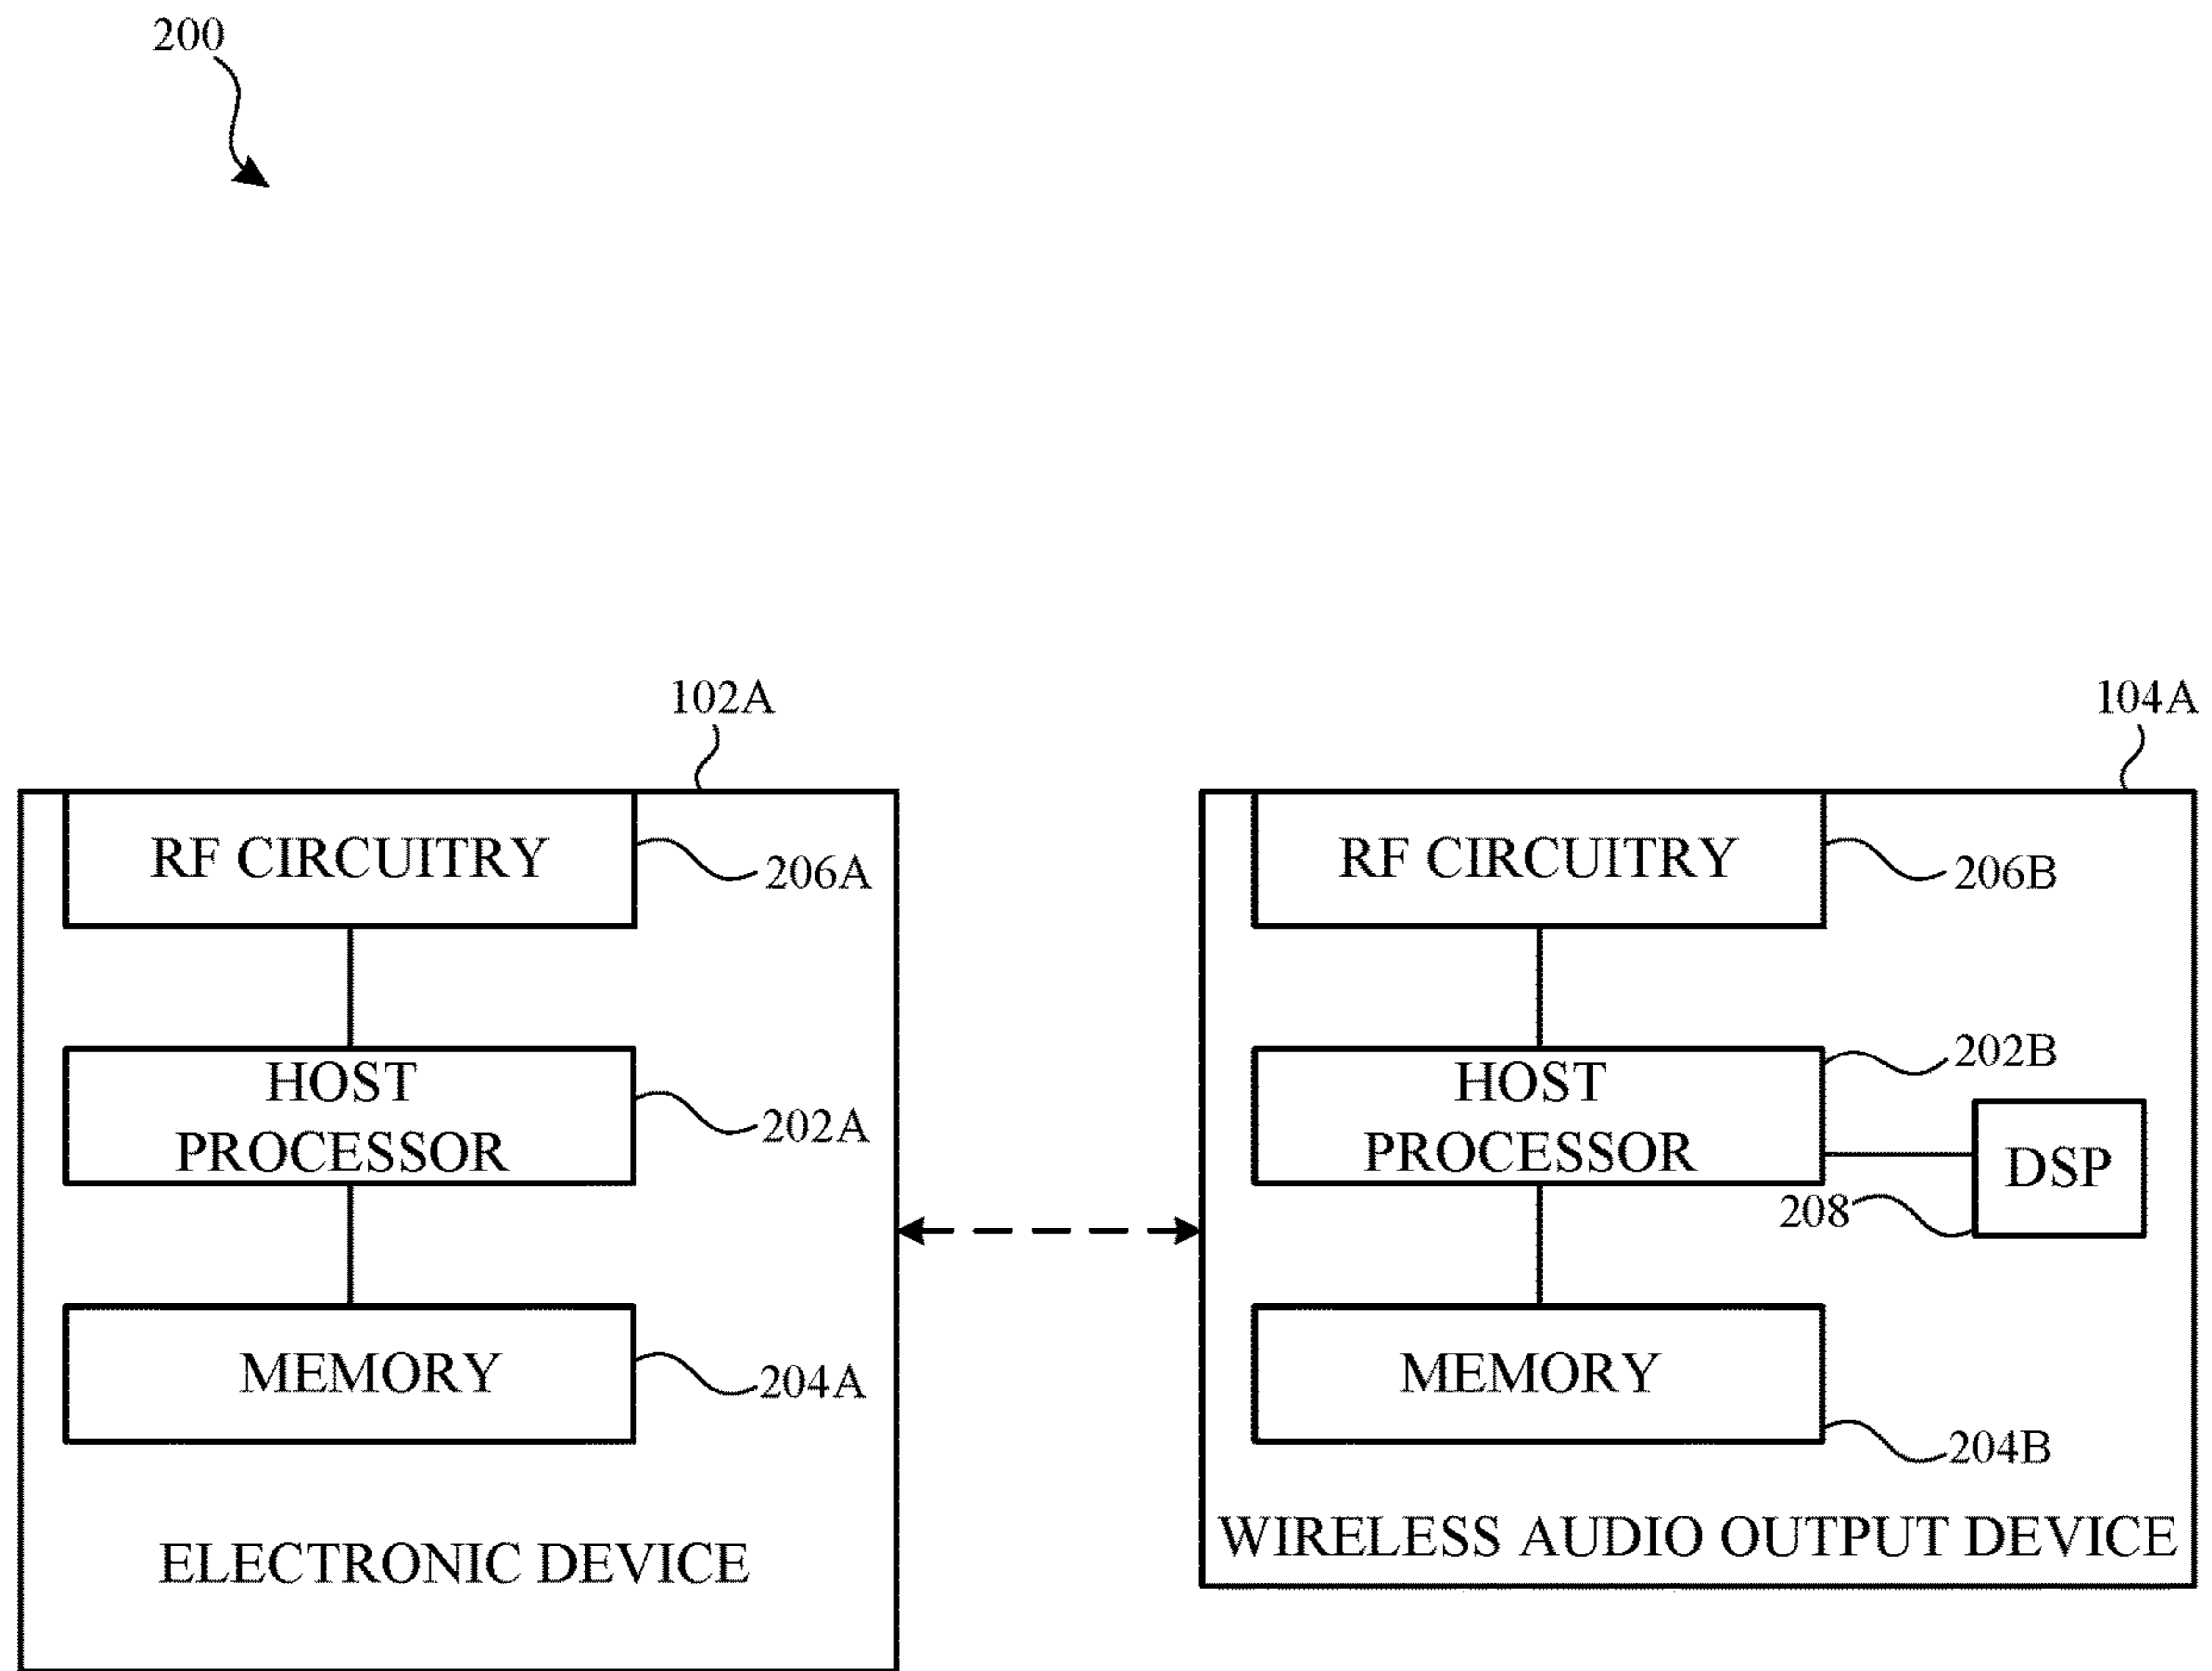 200
102A
104A
RF CIRCUITRY
206A
RF CIRCUITRY
206B
HOST
PROCESSOR
202A
HOST
PROCESSOR
202B
DSP
208
MEMORY
204A
MEMORY
204B
ELECTRONIC DEVICE
WIRELESS AUDIO OUTPUT DEVICE